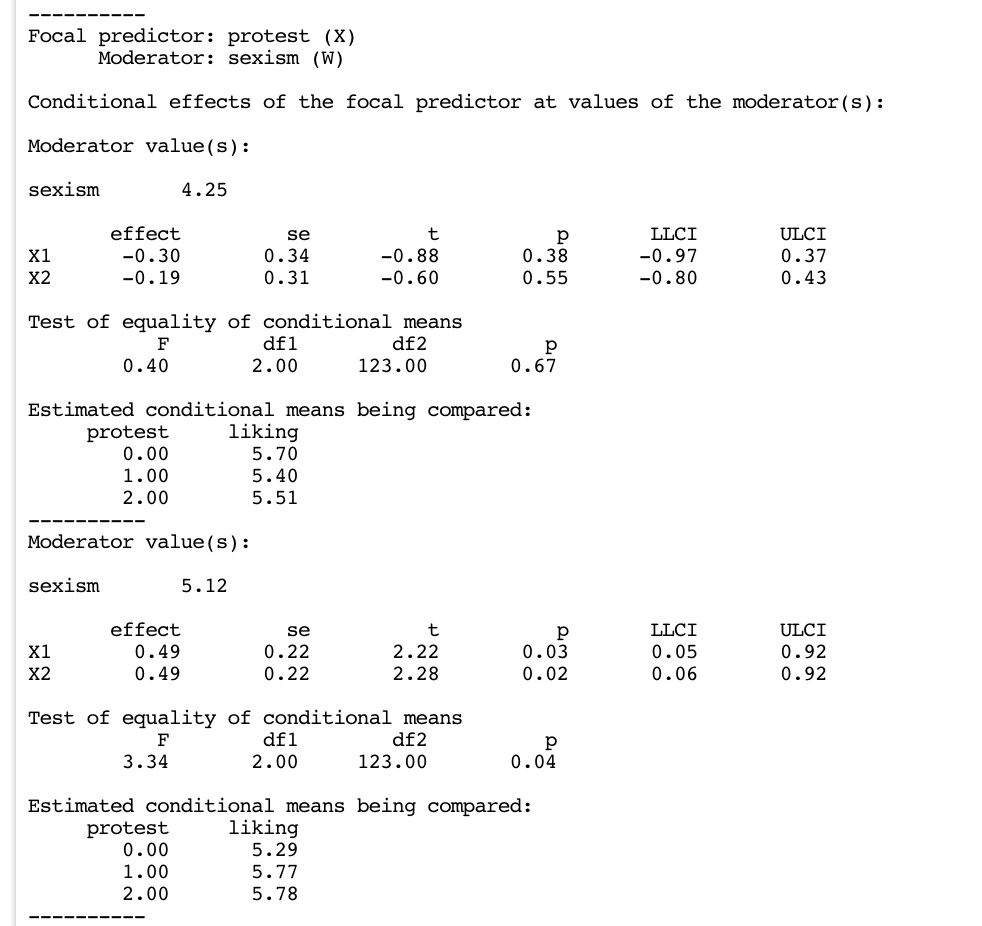 ----------
Focal predictor: protest (X)
Moderator: sexism (W)
Conditional effects of the focal predictor at values of the moderator(s):
Moderator value(s):
sexism 4.25
effect se t p LLCI ULCI
X1 -0.30 0.34 -0.88 0.38 -0.97 0.37
X2 -0.19 0.31 -0.60 0.55 -0.80 0.43
Test of equality of conditional means
F df1 df2 p
0.40 2.00 123.00 0.67
Estimated conditional means being compared:
protest liking
0.00 5.70
1.00 5.40
2.00 5.51
----------
Moderator value(s):
sexism 5.12
effect se t p LLCI ULCI
X1 0.49 0.22 2.22 0.03 0.05 0.92
X2 0.49 0.22 2.28 0.02 0.06 0.92
Test of equality of conditional means
F df1 df2 p
3.34 2.00 123.00 0.04
Estimated conditional means being compared:
protest liking
0.00 5.29
1.00 5.77
2.00 5.78
----------